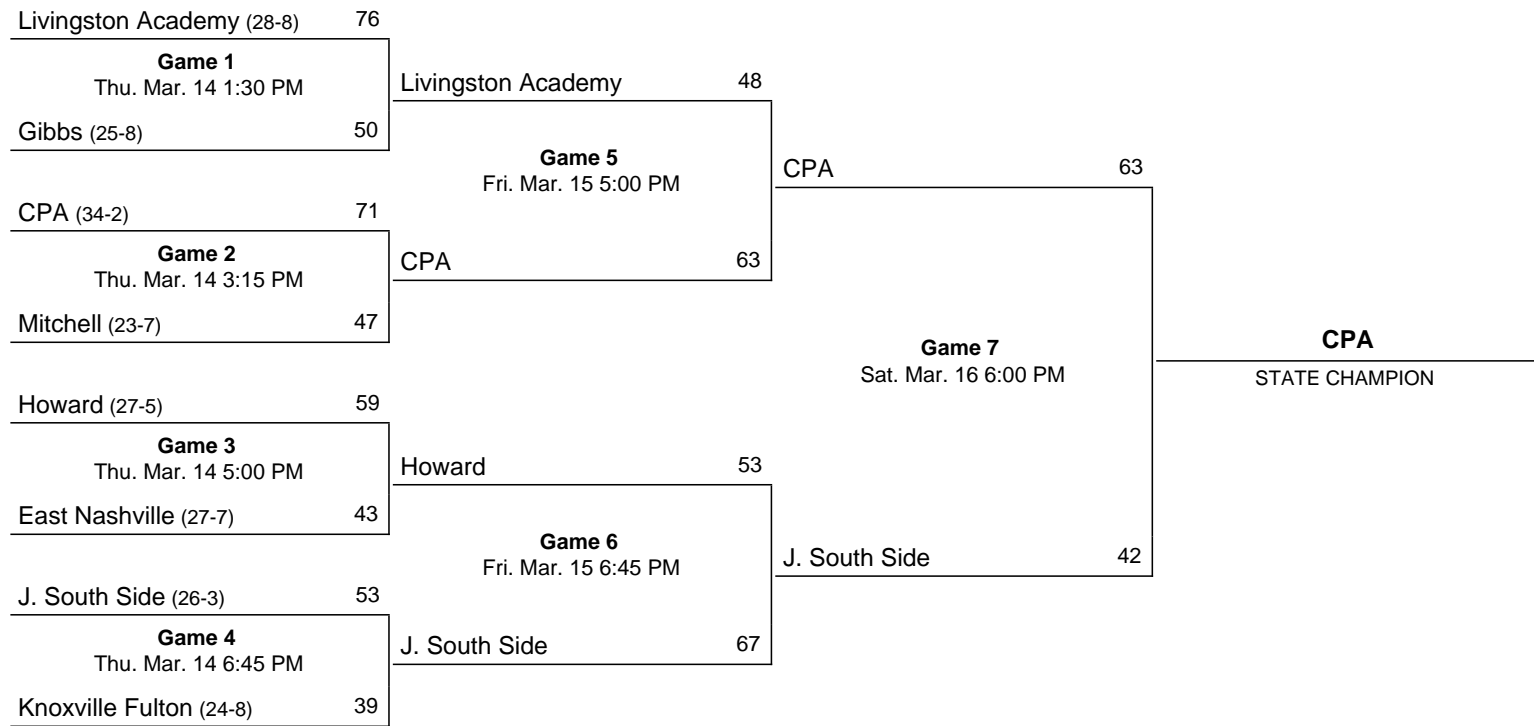 Livingston Academy (28-8) 76
Game 1
Thu. Mar. 14 1:30 PM
Gibbs (25-8) 50
CPA (34-2) 71
Game 2
Thu. Mar. 14 3:15 PM
Mitchell (23-7) 47
Howard (27-5) 59
Game 3
Thu. Mar. 14 5:00 PM
East Nashville (27-7) 43
J. South Side (26-3) 53
Game 4
Thu. Mar. 14 6:45 PM
Knoxville Fulton (24-8) 39
Livingston Academy 48
Game 5
Fri. Mar. 15 5:00 PM
CPA 63
Howard 53
Game 6
Fri. Mar. 15 6:45 PM
J. South Side 67
CPA 63
Game 7
Sat. Mar. 16 6:00 PM
J. South Side 42
CPA
STATE CHAMPION